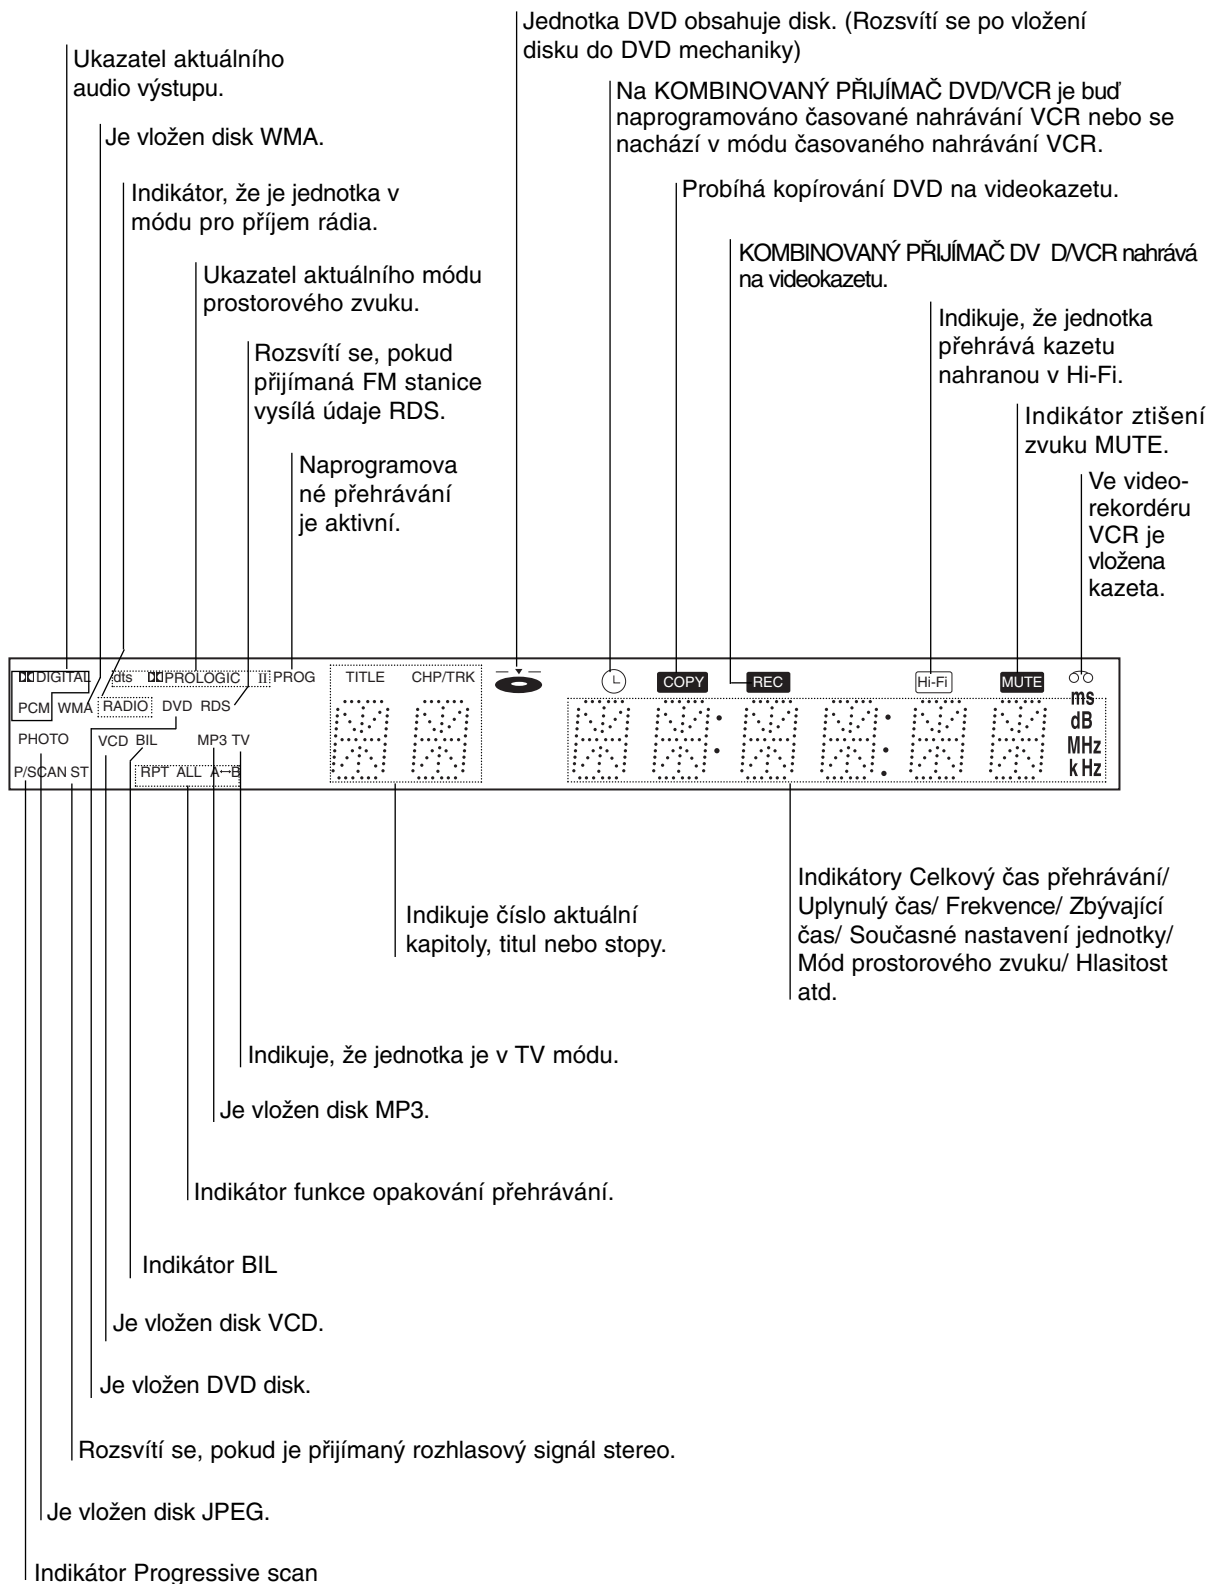 Jednotka DVD obsahuje disk. (Rozsvítí se po vložení
disku do DVD mechaniky)
Ukazatel aktuálního
audio výstupu.
Na KOMBINOVANÝ PŘIJÍMAČ DVD/VCR je buď
naprogramováno časované nahrávání VCR nebo se
nachází v módu časovaného nahrávání VCR.
Je vložen disk WMA.
Indikátor, že je jednotka v
módu pro příjem rádia.
Probíhá kopírování DVD na videokazetu.
KOMBINOVANÝ PŘIJÍMAČ DV D/VCR nahrává
na videokazetu.
Ukazatel aktuálního módu
prostorového zvuku.
Indikuje, že jednotka
přehrává kazetu
nahranou v Hi-Fi.
Rozsvítí se, pokud
přijímaná FM stanice
vysílá údaje RDS.
Indikátor ztišení
zvuku MUTE.
Naprogramova
né přehrávání
je aktivní.
Ve video-
rekordéru
VCR je
vložena
kazeta.
DIGITAL dts PROLOGIC II PROG TITLE CHP/TRK COPY REC Hi-Fi MUTE
PCM WMA RADIO DVD RDS ms
dB
PHOTO VCD BIL MP3 TV MHz
P/SCAN ST RPT ALL A↔B kHz
Indikátory Celkový čas přehrávání/
Uplynulý čas/ Frekvence/ Zbývající
čas/ Současné nastavení jednotky/
Mód prostorového zvuku/ Hlasitost
atd.
Indikuje číslo aktuální
kapitoly, titul nebo stopy.
Indikuje, že jednotka je v TV módu.
Je vložen disk MP3.
Indikátor funkce opakování přehrávání.
Indikátor BIL
Je vložen disk VCD.
Je vložen DVD disk.
Rozsvítí se, pokud je přijímaný rozhlasový signál stereo.
Je vložen disk JPEG.
Indikátor Progressive scan